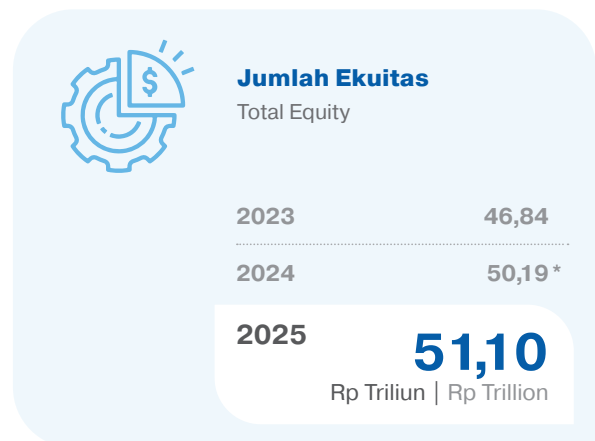 $
Jumlah Ekuitas
Total Equity
2023 46,84
2024 50,19*
2025 51,10
Rp Triliun | Rp Trillion